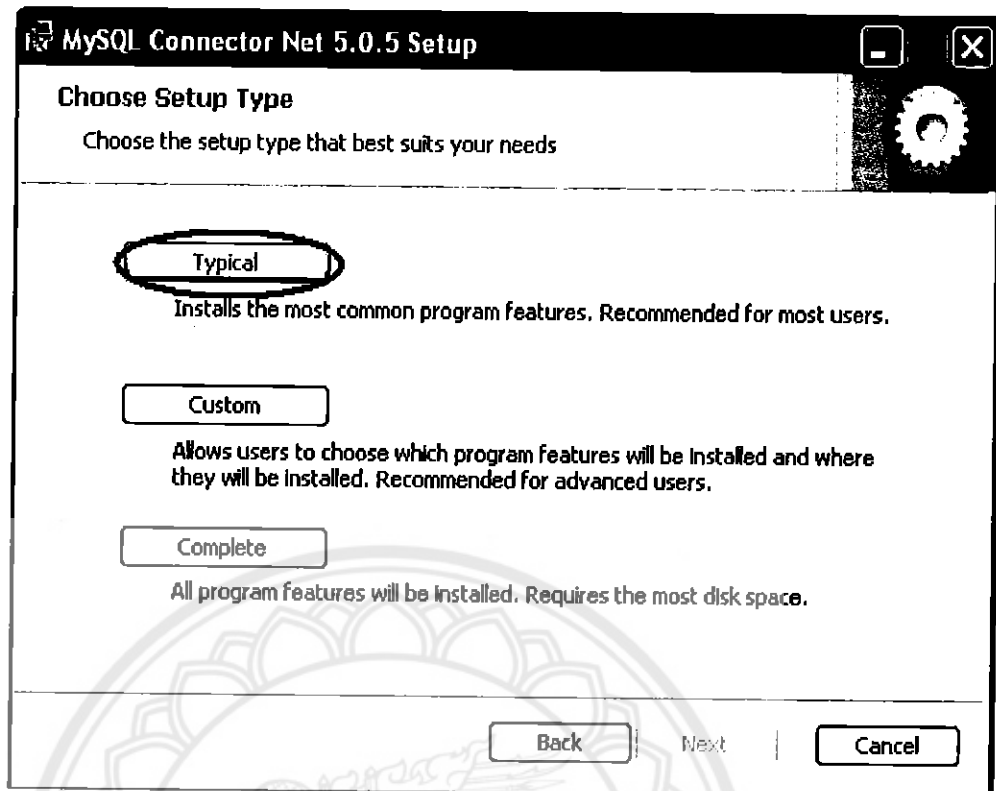 MySQL Connector Net 5.0.5 Setup
Choose Setup Type
Choose the setup type that best suits your needs
Typical
Installs the most common program features. Recommended for most users.
Custom
Allows users to choose which program features will be installed and where
they will be installed. Recommended for advanced users.
Complete
All program features will be installed. Requires the most disk space.
Back
Next
Cancel